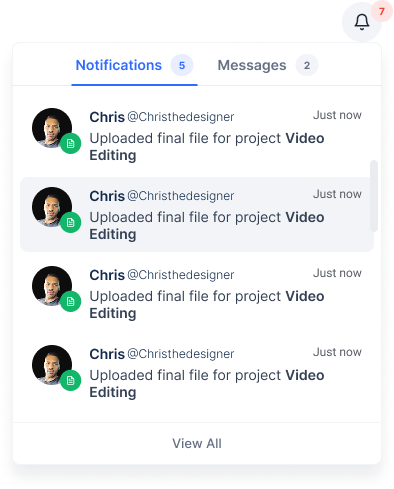 7
Notifications 5 Messages 2
Chris @Christhedesigner Just now
Uploaded final file for project Video
Editing
Chris @Christhedesigner Just now
Uploaded final file for project Video
Editing
Chris @Christhedesigner Just now
Uploaded final file for project Video
Editing
Chris @Christhedesigner Just now
Uploaded final file for project Video
Editing
View All